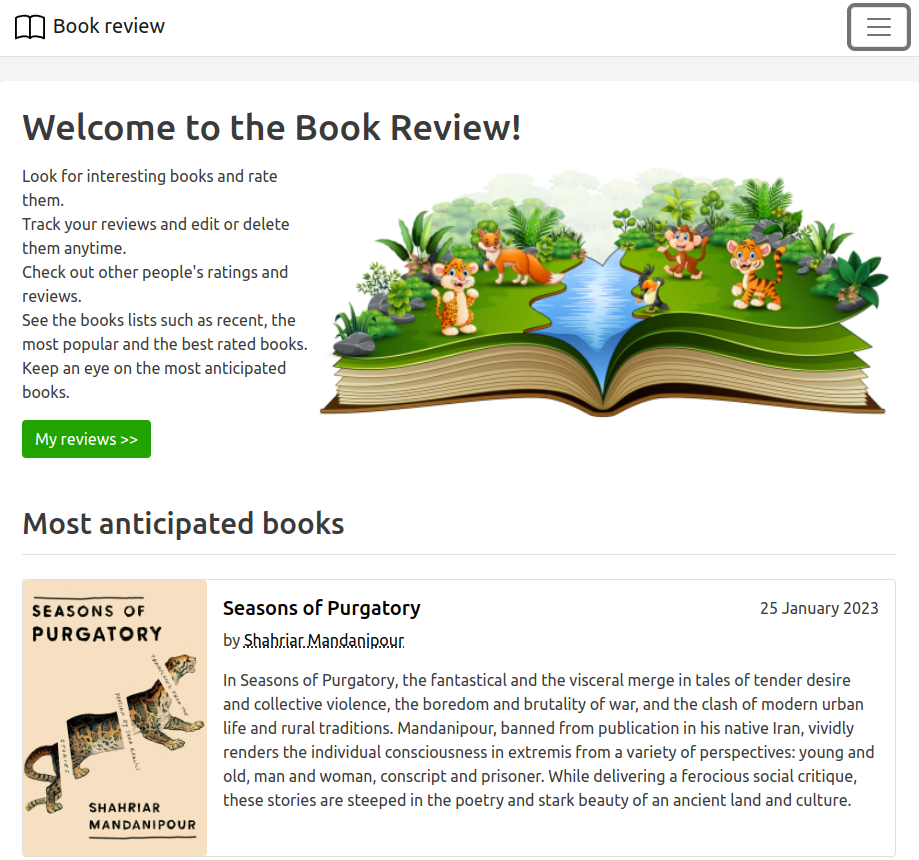 Book review
Welcome to the Book Review!
Look for interesting books and rate
them.
Track your reviews and edit or delete
them anytime.
Check out other people's ratings and
reviews.
See the books lists such as recent, the
most popular and the best rated books.
Keep an eye on the most anticipated
books.
My reviews >>
Most anticipated books
SEASONS OF
PURGATORY
STORIES
SHAHRIAR
MANDANIPOUR
Seasons of Purgatory
25 January 2023
by Shahriar Mandanipour
In Seasons of Purgatory, the fantastical and the visceral merge in tales of tender desire
and collective violence, the boredom and brutality of war, and the clash of modern urban
life and rural traditions. Mandanipour, banned from publication in his native Iran, vividly
renders the individual consciousness in extremis from a variety of perspectives: young and
old, man and woman, conscript and prisoner. While delivering a ferocious social critique,
these stories are steeped in the poetry and stark beauty of an ancient land and culture.